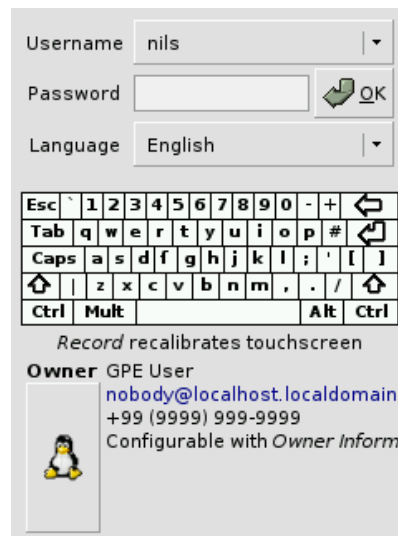 Username nils
Password OK
Language English
Esc ` 1 2 3 4 5 6 7 8 9 0 - +
Tab q w e r t y u i o p #
Caps a s d f g h j k l ; ' [ ]
| z x c v b n m , . /
Ctrl Mult Alt Ctrl
Record recalibrates touchscreen
Owner GPE User
nobody@localhost.localdomain
+99 (9999) 999-9999
Configurable with Owner Inform